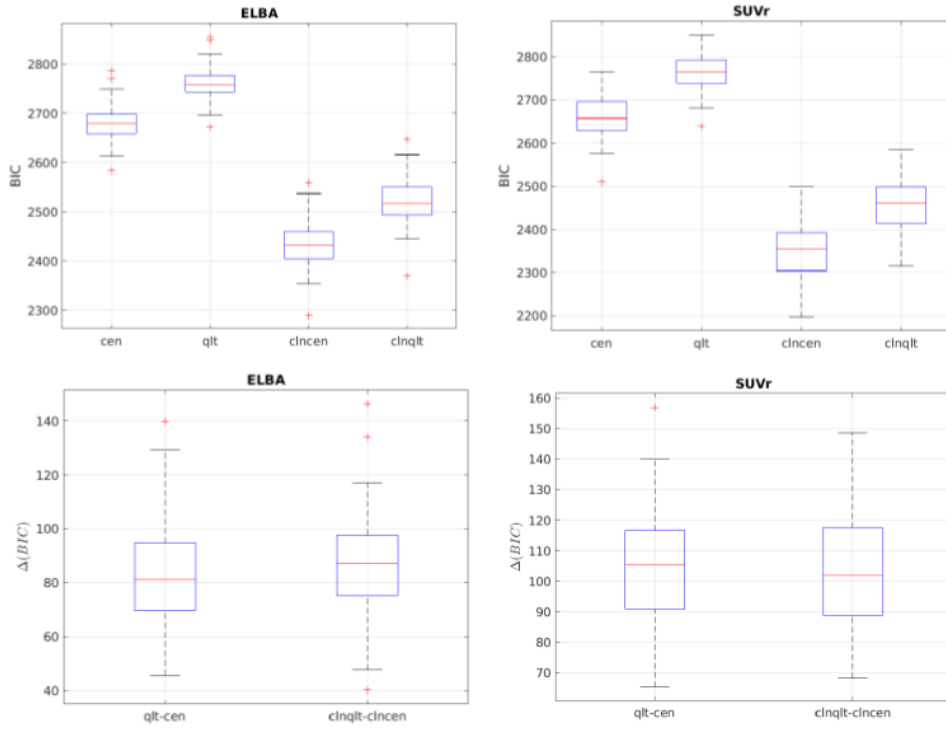 ELBA
BIC
2800
2700
2600
2500
2400
2300
cen
qlt
clncen
clnqlt
SUVr
BIC
2800
2700
2600
2500
2400
2300
2200
cen
qlt
clncen
clnqlt
ELBA
Δ(BIC)
140
120
100
80
60
40
qlt-cen
clnqlt-clncen
SUVr
Δ(BIC)
160
150
140
130
120
110
100
90
80
70
qlt-cen
clnqlt-clncen